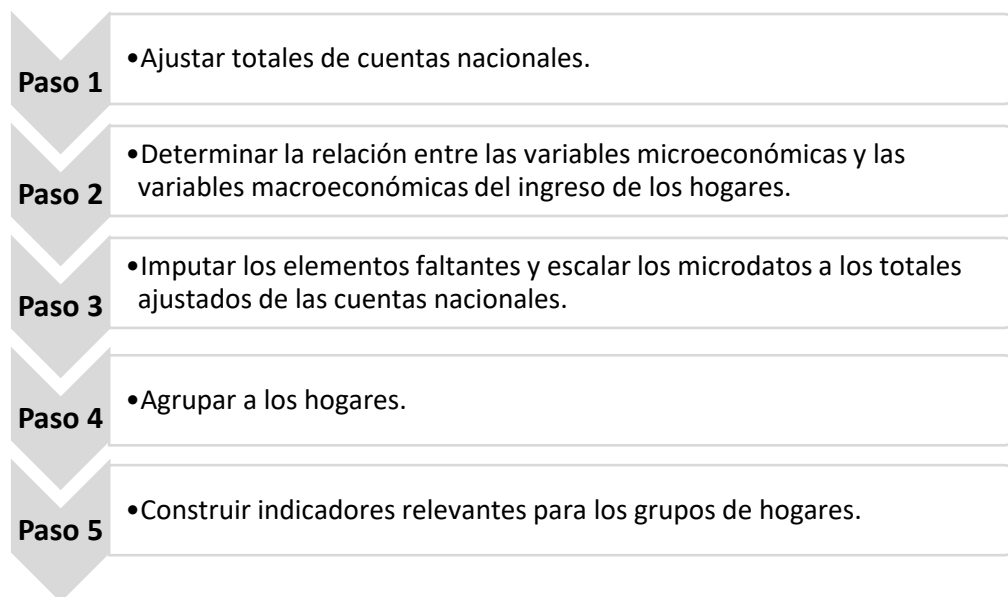 Paso 1
•Ajustar totales de cuentas nacionales.
Paso 2
•Determinar la relación entre las variables microeconómicas y las
variables macroeconómicas del ingreso de los hogares.
Paso 3
•Imputar los elementos faltantes y escalar los microdatos a los totales
ajustados de las cuentas nacionales.
Paso 4
•Agrupar a los hogares.
Paso 5
•Construir indicadores relevantes para los grupos de hogares.